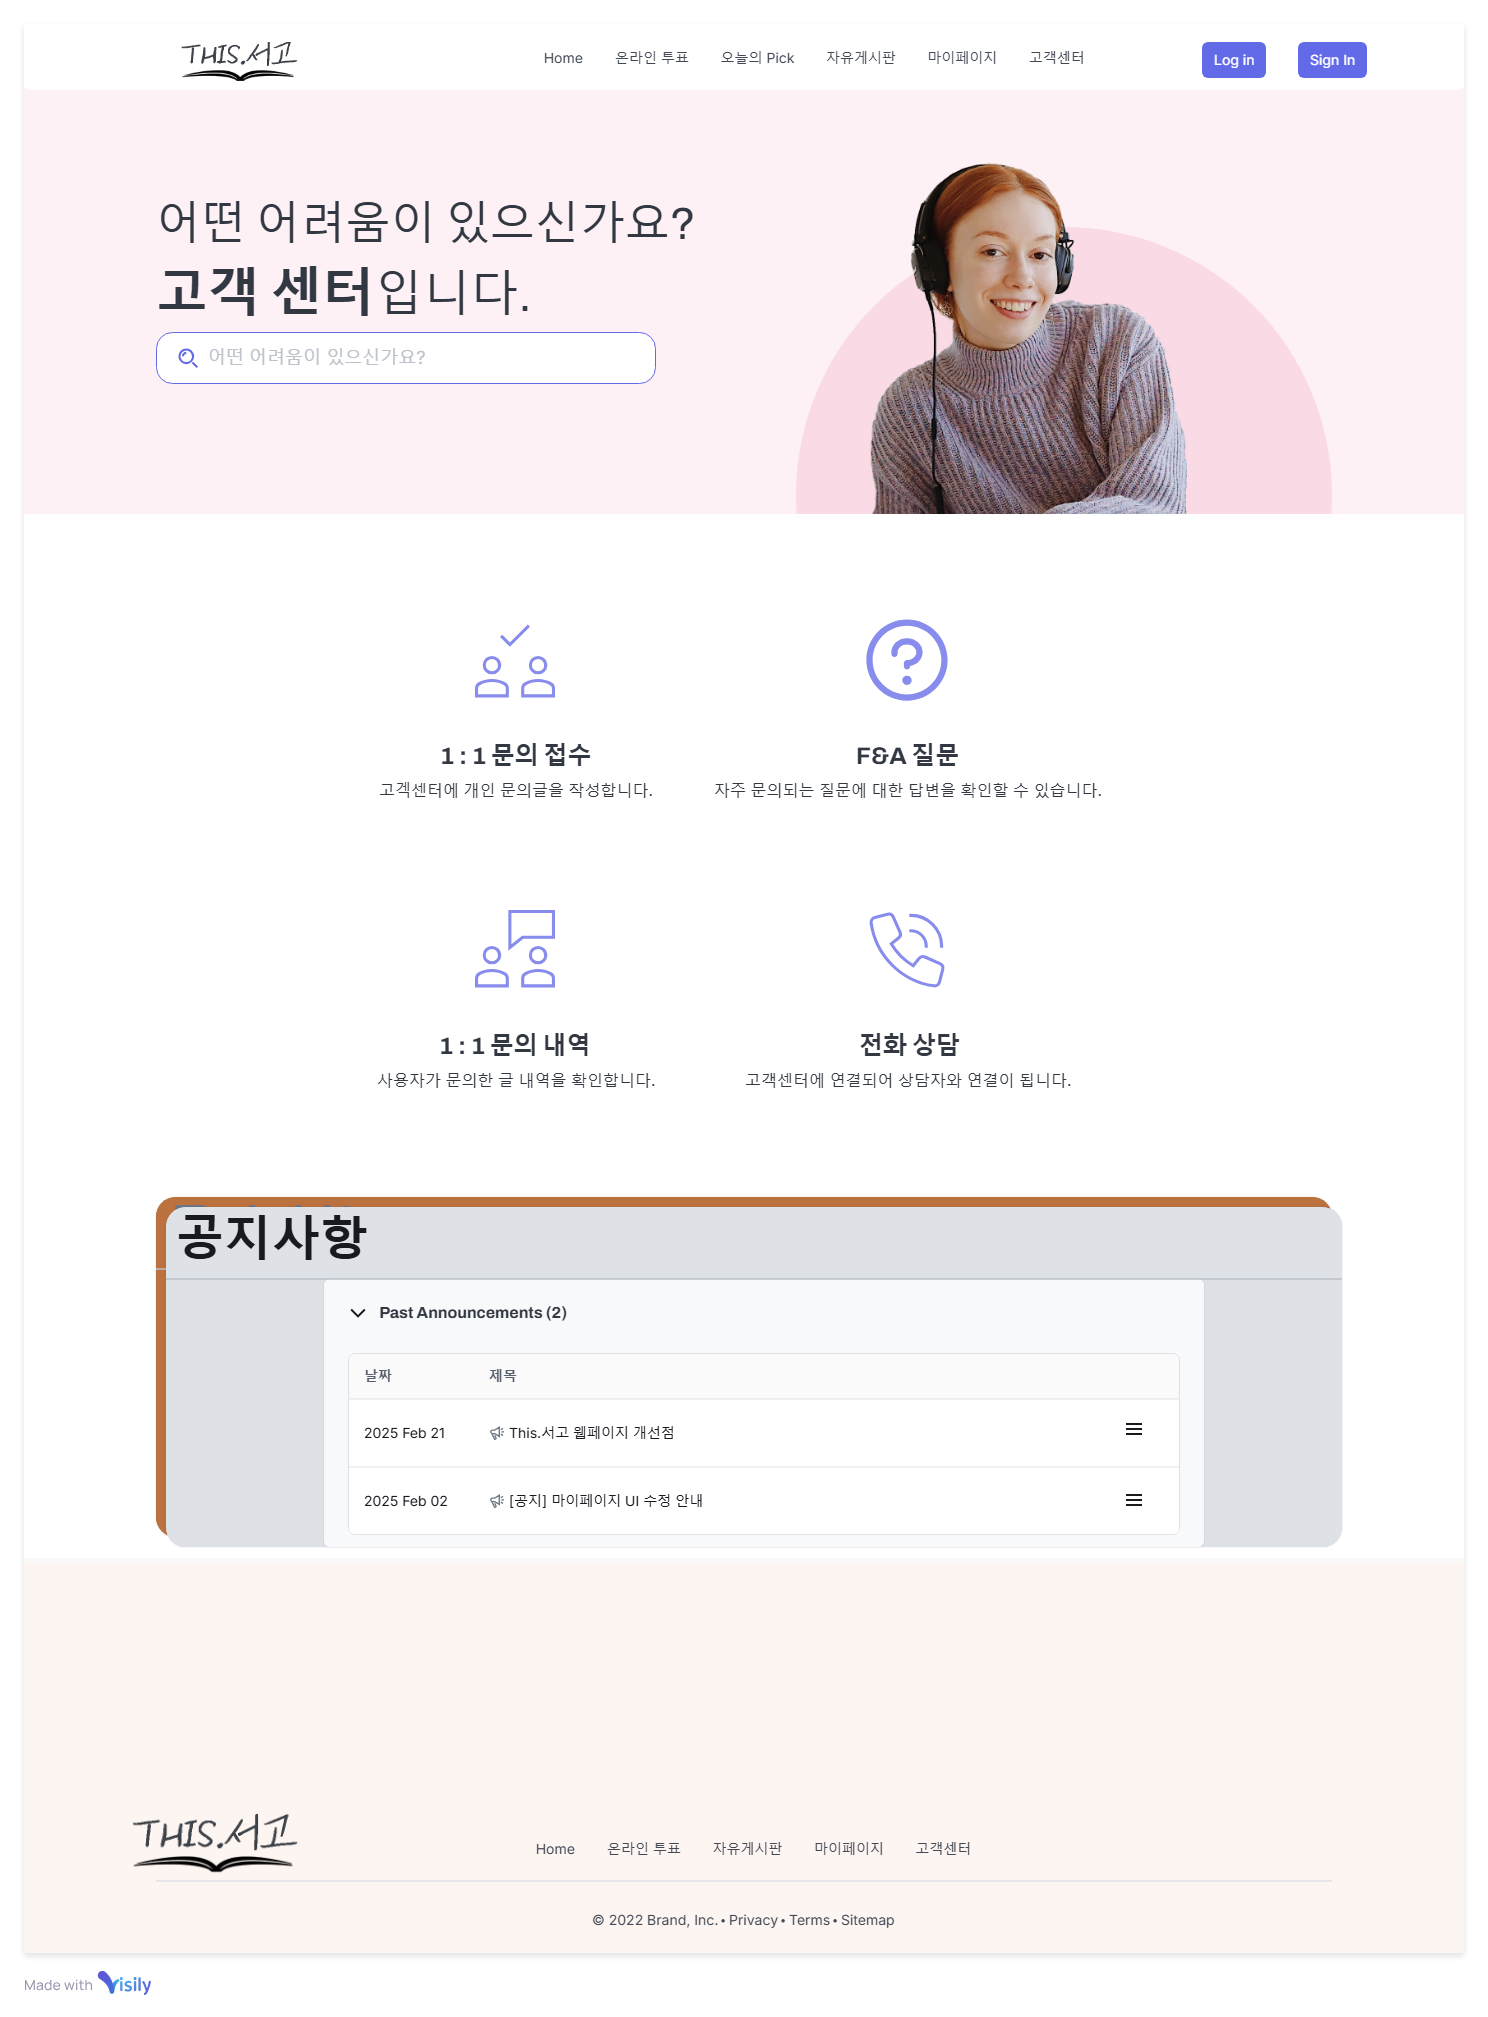 THIS.서고
Home 온라인 투표 오늘의 Pick 자유게시판 마이페이지 고객센터
Log in Sign In
어떤 어려움이 있으신가요?
고객 센터입니다.
어떤 어려움이 있으신가요?
1 : 1 문의 접수
고겍센터에 개인 문의글을 작성합니다.
F&A 질문
자주 문의되는 질문에 대한 답변을 확인할 수 있습니다.
1 : 1 문의 내역
사용자가 문의한 글 내역을 확인합니다.
전화 상담
고객센터에 연결되어 상담자와 연결이 됩니다.
공지사항
Past Announcements (2)
날짜 제목
2025 Feb 21 This.서고 웹페이지 개선점
2025 Feb 02 [공지] 마이페이지 UI 수정 안내
THIS.서고
Home 온라인 투표 자유게시판 마이페이지 고객센터
© 2022 Brand, Inc. • Privacy • Terms • Sitemap
Made with Visily